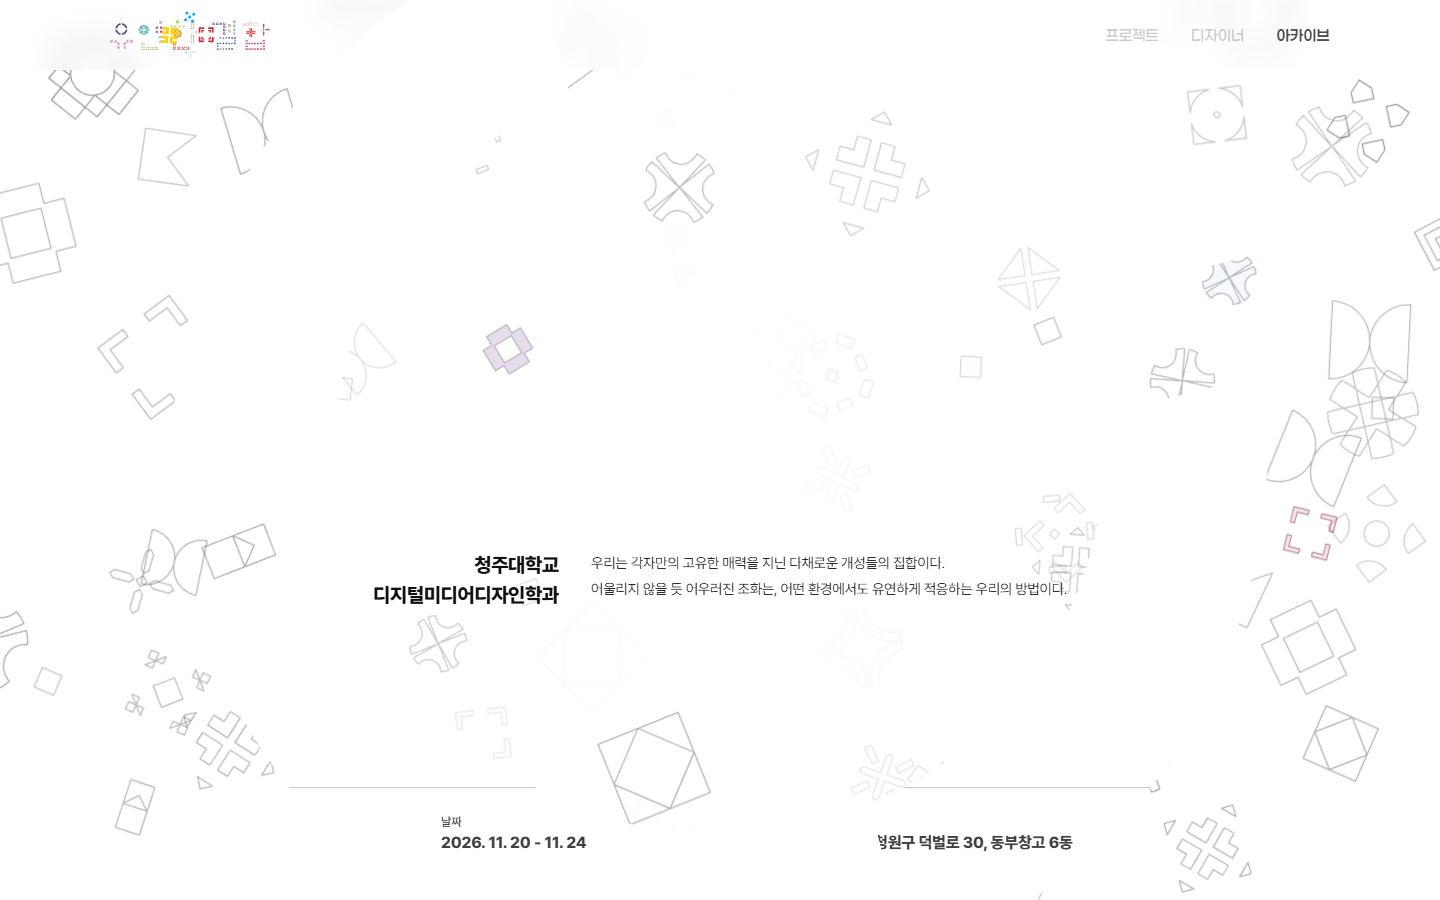 프로젝트
디자이너
아카이브
청주대학교
디지털미디어디자인학과
우리는 각자만의 고유한 매력을 지닌 다채로운 개성들의 집합이다.
어울리지 않을 듯 어우러진 조화는, 어떤 환경에서도 유연하게 적응하는 우리의 방법이다.
날짜
2026. 11. 20 - 11. 24
덕벌로 30, 동부창고 6동